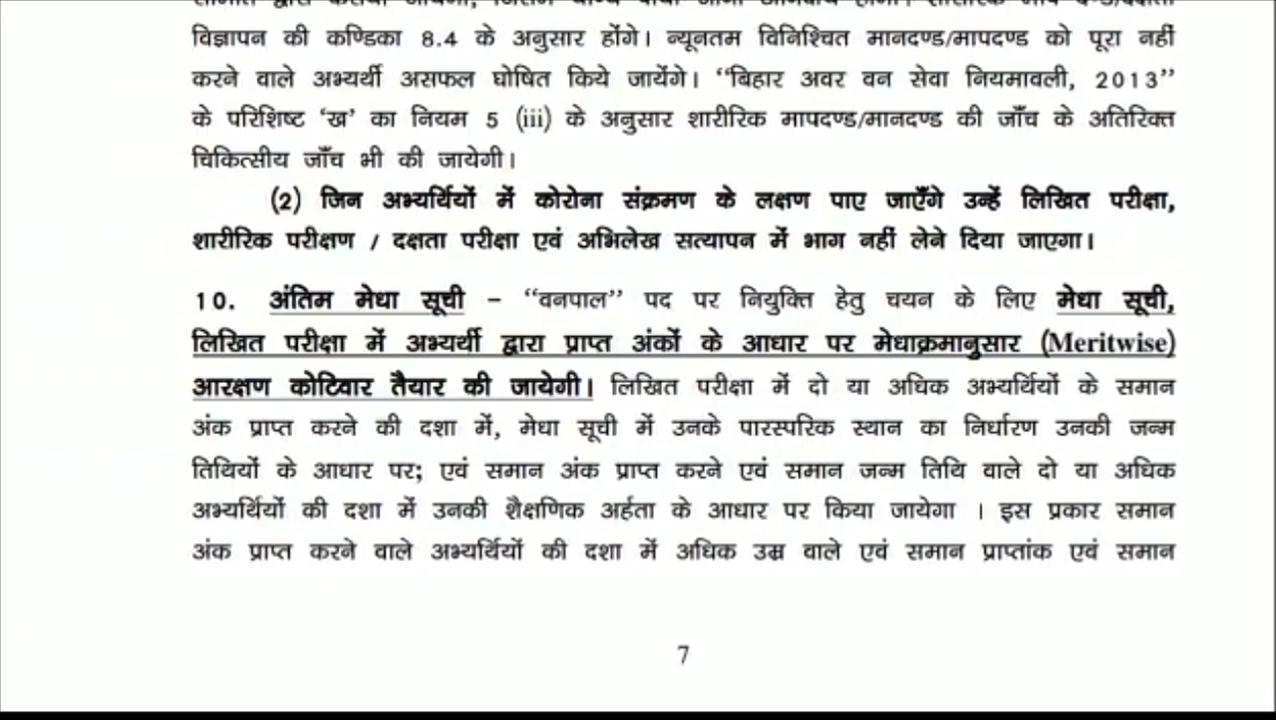 विज्ञापन की कण्डिका 8.4 के अनुसार होंगे। न्यूनतम विनिश्चित मानदण्ड/मापदण्ड को पूरा नहीं
करने वाले अभ्यर्थी असफल घोषित किये जायेंगे। “बिहार अवर वन सेवा नियमावली, 2013”
के परिशिष्ट ‘ख’ का नियम 5 (iii) के अनुसार शारीरिक मापदण्ड/मानदण्ड की जाँच के अतिरिक्त
चिकित्सीय जाँच भी की जायेगी।
(2) जिन अभ्यर्थियों में कोरोना संक्रमण के लक्षण पाए जाएँगे उन्हें लिखित परीक्षा,
शारीरिक परीक्षण / दक्षता परीक्षा एवं अभिलेख सत्यापन में भाग नहीं लेने दिया जाएगा।
10. अंतिम मेधा सूची – “वनपाल” पद पर नियुक्ति हेतु चयन के लिए मेधा सूची,
लिखित परीक्षा में अभ्यर्थी द्वारा प्राप्त अंकों के आधार पर मेधाक्रमानुसार (Meritwise)
आरक्षण कोटिवार तैयार की जायेगी। लिखित परीक्षा में दो या अधिक अभ्यर्थियों के समान
अंक प्राप्त करने की दशा में, मेधा सूची में उनके पारस्परिक स्थान का निर्धारण उनकी जन्म
तिथियों के आधार पर; एवं समान अंक प्राप्त करने एवं समान जन्म तिथि वाले दो या अधिक
अभ्यर्थियों की दशा में उनकी शैक्षणिक अर्हता के आधार पर किया जायेगा । इस प्रकार समान
अंक प्राप्त करने वाले अभ्यर्थियों की दशा में अधिक उम्र वाले एवं समान प्राप्तांक एवं समान
7